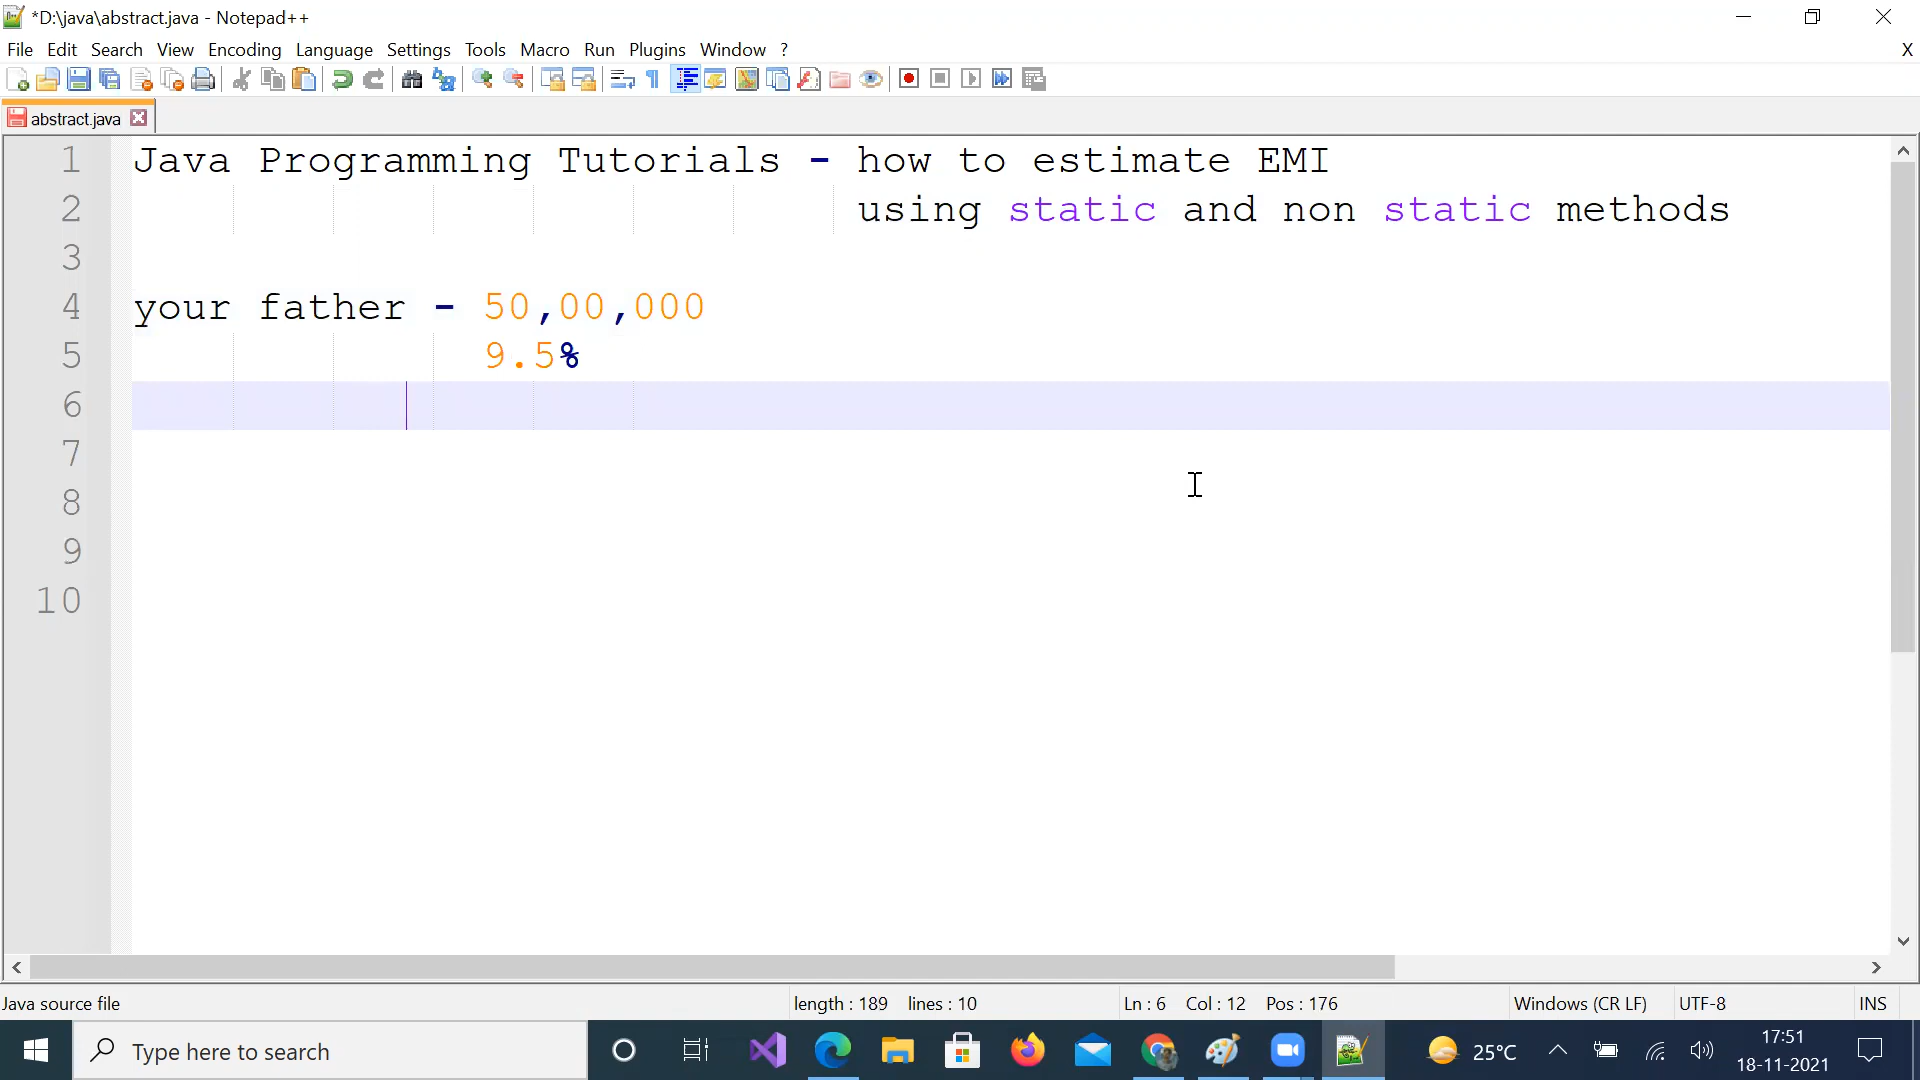 *D:\java\abstract.java - Notepad++
File Edit Search View Encoding Language Settings Tools Macro Run Plugins Window ?
X
abstract.java
1 Java Programming Tutorials - how to estimate EMI
2 using static and non static methods
3
4 your father - 50,00,000
5 9.5%
6
7
8
9
10
Java source file length : 189 lines : 10 Ln : 6 Col : 12 Pos : 176 Windows (CR LF) UTF-8 INS
Type here to search 25°C 17:51
18-11-2021